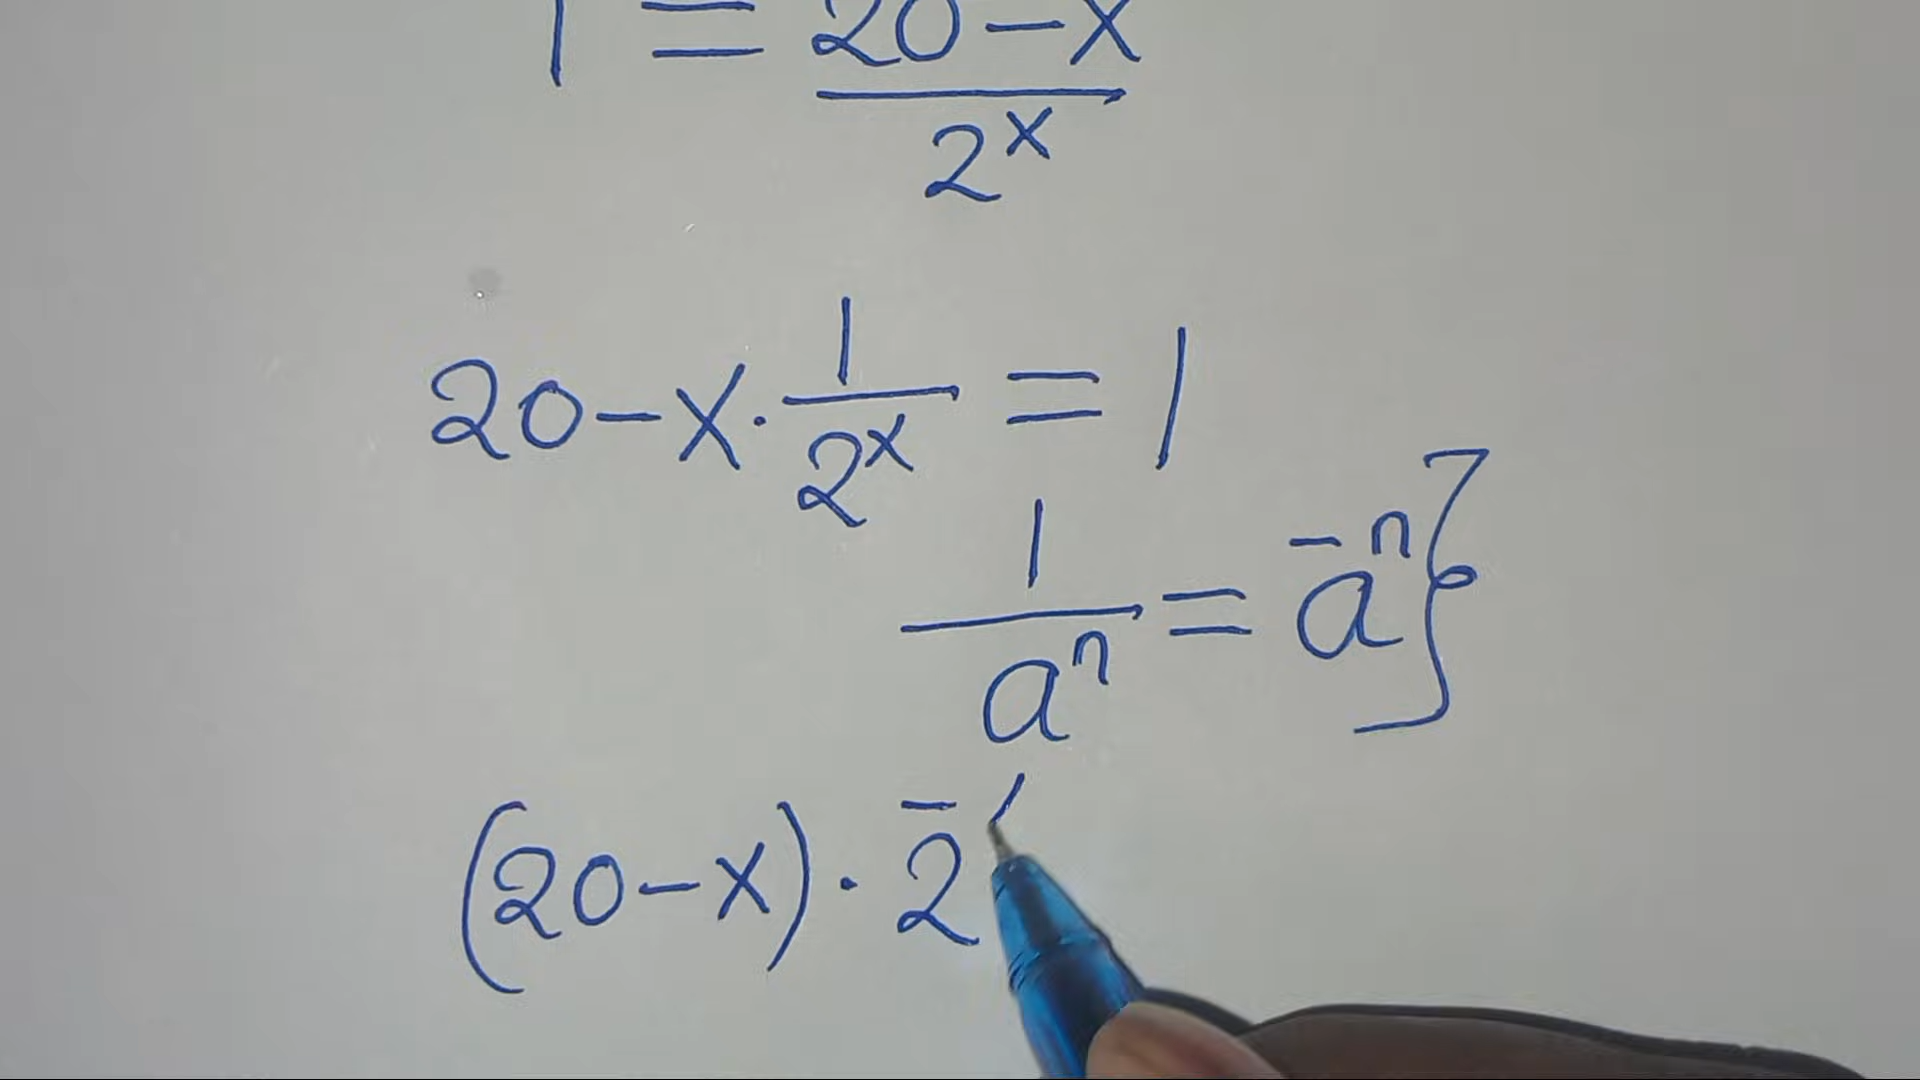 1 = 20-x / 2^x
20-x · 1/2^x = 1
1/a^n = a^-n }
(20-x) · 2^-